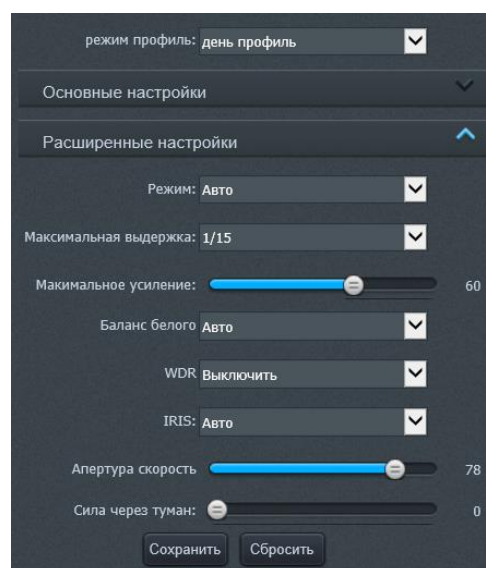 режим профиль: день профиль
Основные настройки
Расширенные настройки
Режим: Авто
Максимальная выдержка: 1/15
Макимальное усиление: 60
Баланс белого Авто
WDR Выключить
IRIS: Авто
Апертура скорость 78
Сила через туман: 0
Сохранить Сбросить